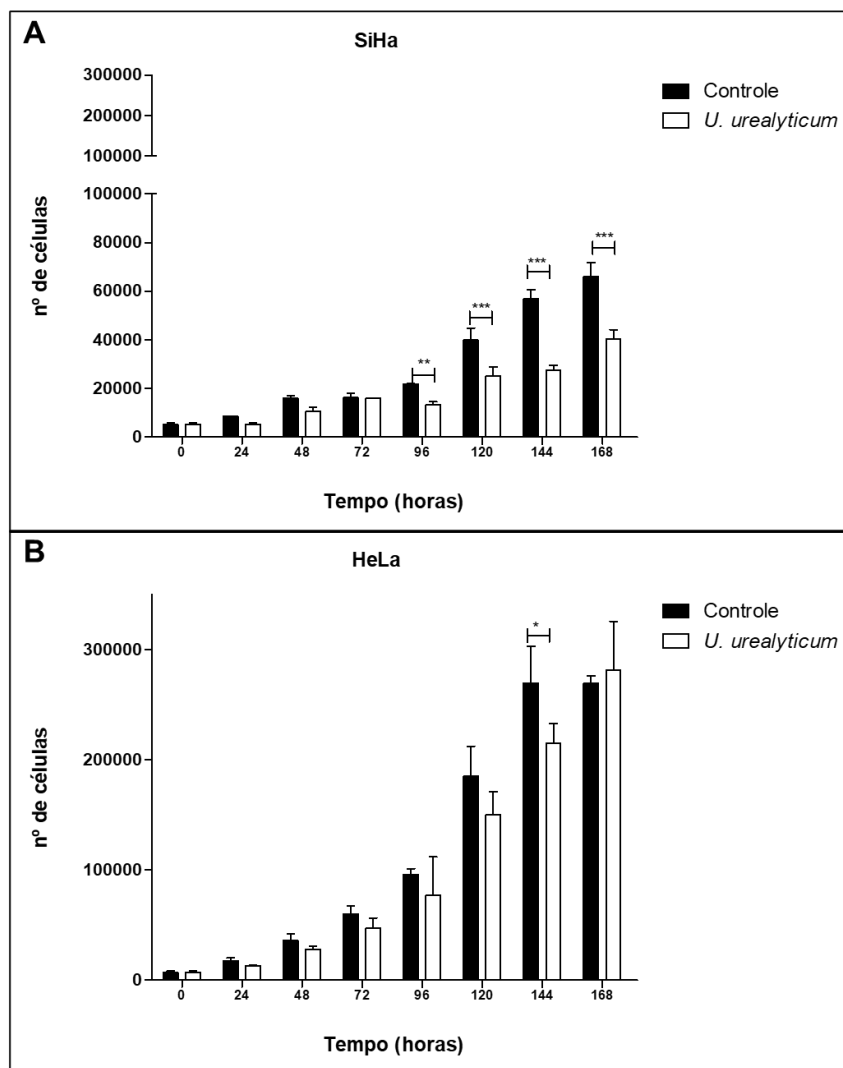 A
SiHa
300000
200000
100000
100000
80000
60000
40000
20000
0
nº de células
** *** *** ***
0 24 48 72 96 120 144 168
Tempo (horas)
Controle
U. urealyticum
B
HeLa
300000
200000
100000
0
nº de células
*
0 24 48 72 96 120 144 168
Tempo (horas)
Controle
U. urealyticum